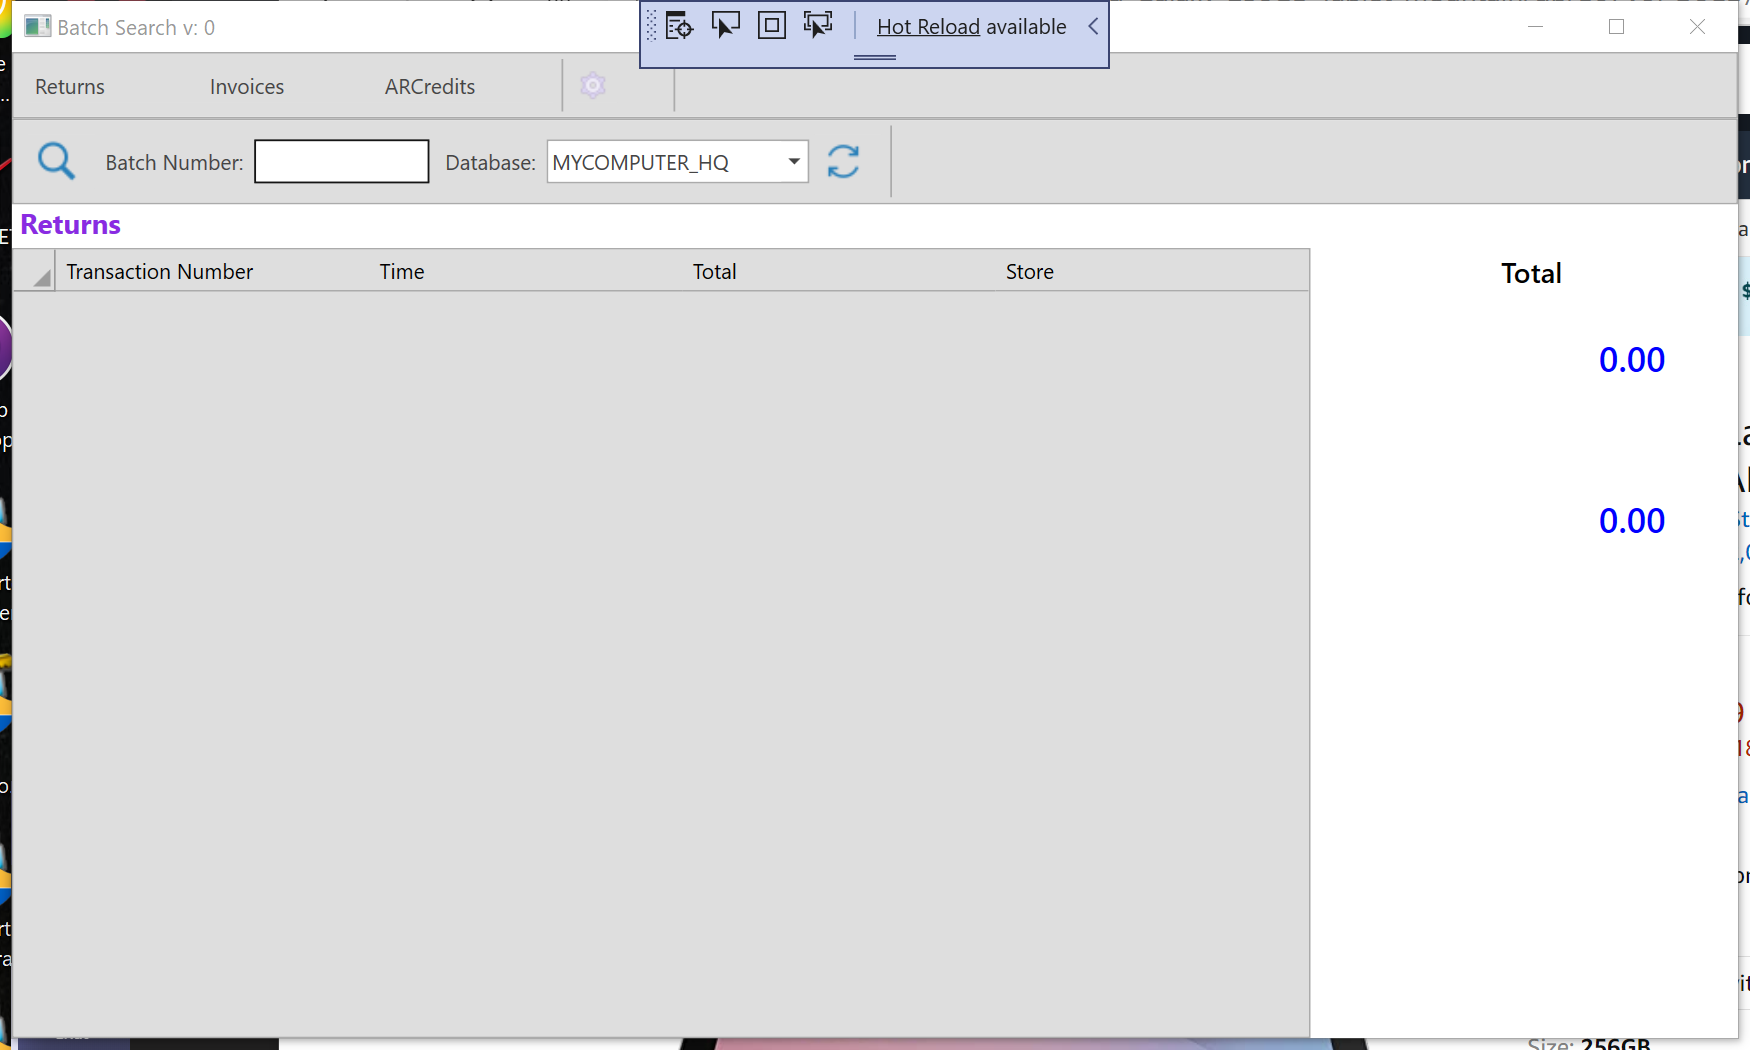 Batch Search v: 0
Hot Reload available
Returns Invoices ARCredits
Batch Number: Database: MYCOMPUTER_HQ
Returns
Transaction Number Time Total Store
Total
0.00
0.00
Size: 256GB